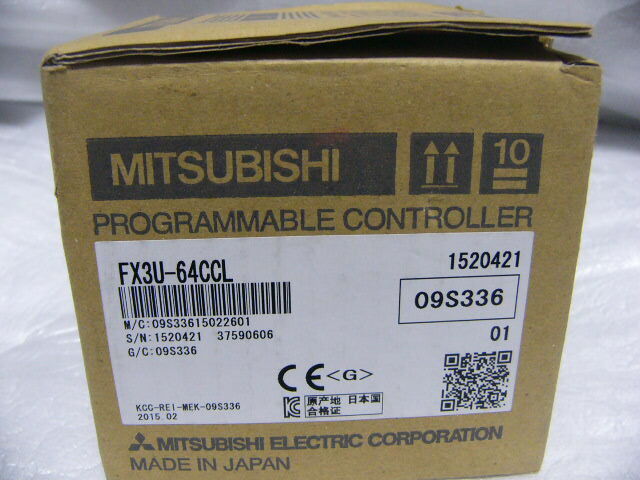 MITSUBISHI
10
PROGRAMMABLE CONTROLLER
FX3U-64CCL
1520421
09S336
M/C:09S33615022601
S/N:1520421 37590606
G/C:09S336
01
CE <G>
KCC-REI-MEK-09S336
2015.02
原产地 日本国
合格证
MITSUBISHI ELECTRIC CORPORATION
MADE IN JAPAN